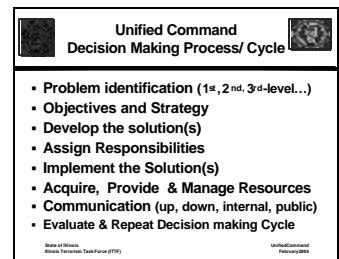 Unified Command
Decision Making Process/ Cycle
▪ Problem identification (1st, 2nd, 3rd-level…)
▪ Objectives and Strategy
▪ Develop the solution(s)
▪ Assign Responsibilities
▪ Implement the Solution(s)
▪ Acquire, Provide & Manage Resources
▪ Communication (up, down, internal, public)
▪ Evaluate & Repeat Decision making Cycle
State of Illinois
Illinois Terrorism Task Force (ITTF)
UnifiedCommand
February2004